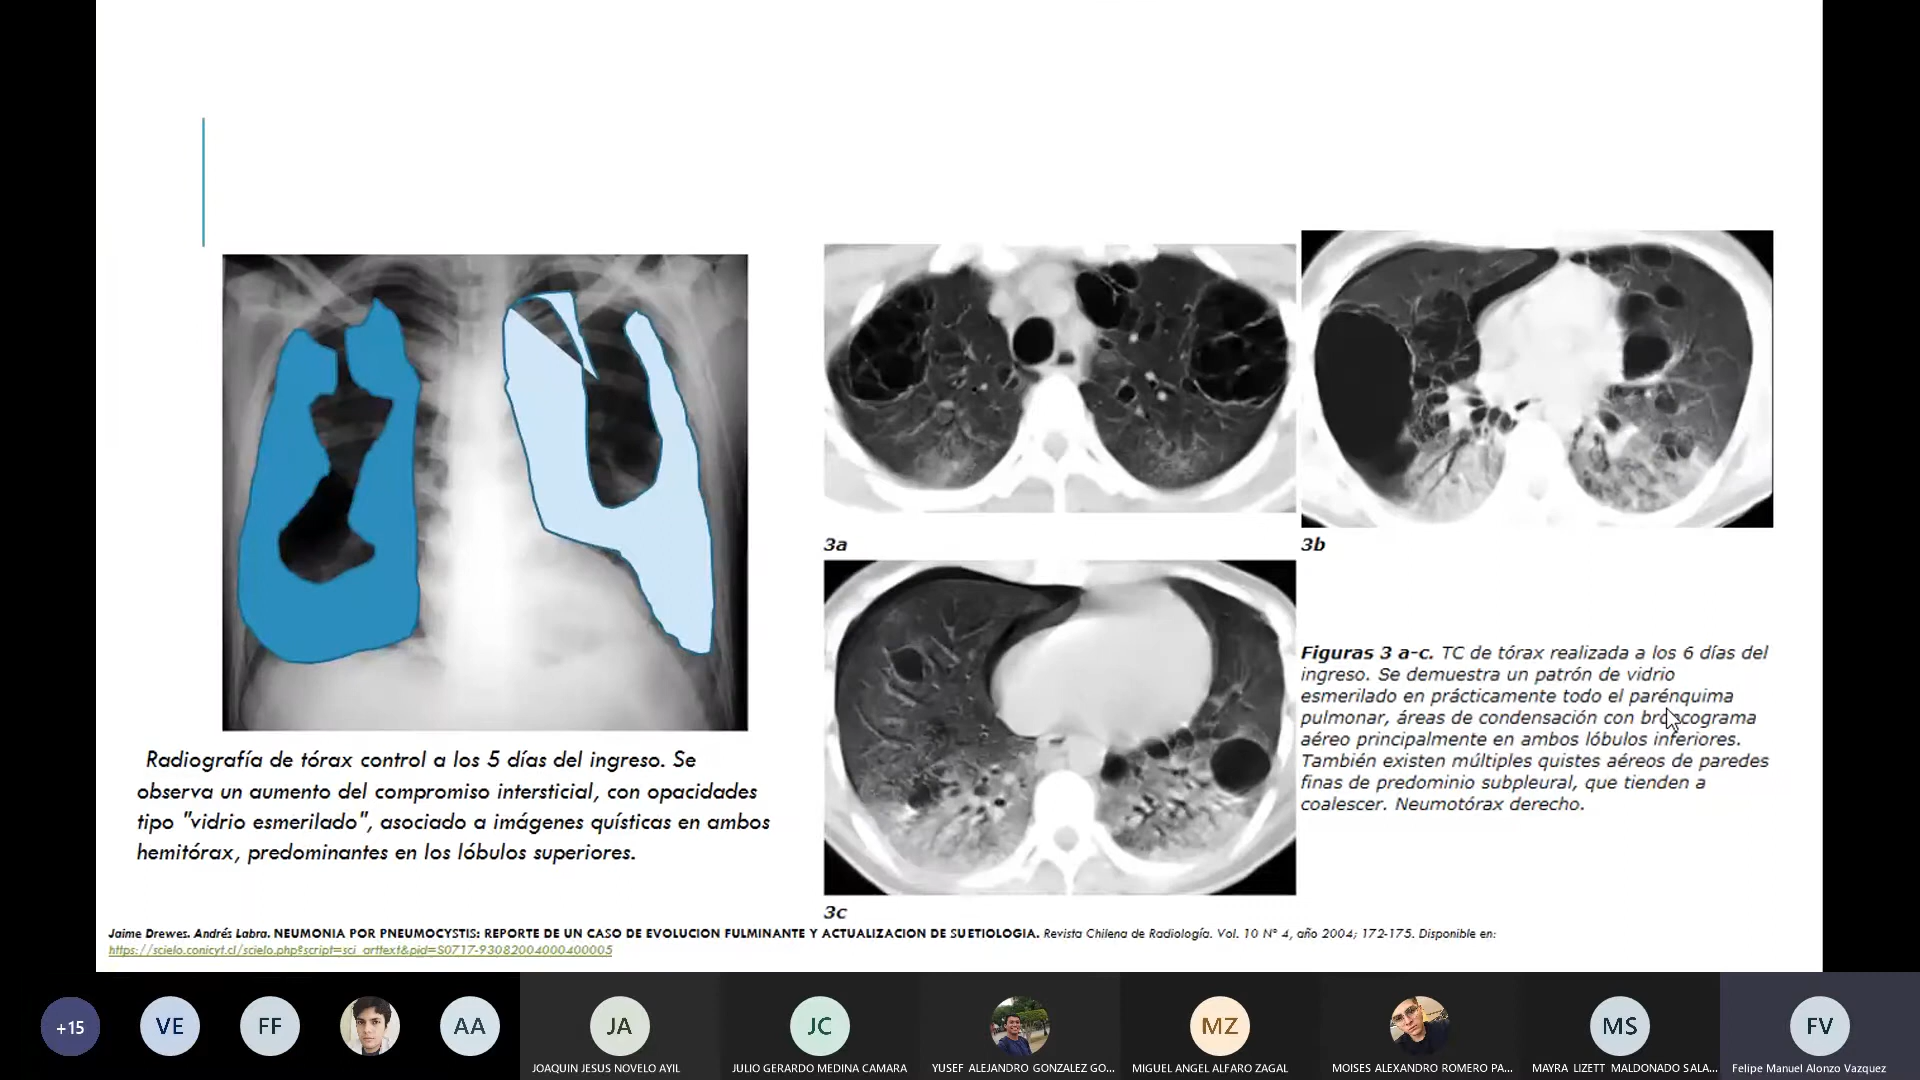 3a
3b
Figuras 3 a-c. TC de tórax realizada a los 6 días del
ingreso. Se demuestra un patrón de vidrio
esmerilado en prácticamente todo el parénquima
pulmonar, áreas de condensación con broncograma
aéreo principalmente en ambos lóbulos inferiores.
También existen múltiples quistes aéreos de paredes
finas de predominio subpleural, que tienden a
coalescer. Neumotórax derecho.
Radiografía de tórax control a los 5 días del ingreso. Se
observa un aumento del compromiso intersticial, con opacidades
tipo "vidrio esmerilado", asociado a imágenes quísticas en ambos
hemitórax, predominantes en los lóbulos superiores.
3c
Jaime Drewes. Andrés Labra. NEUMONIA POR PNEUMOCYSTIS: REPORTE DE UN CASO DE EVOLUCION FULMINANTE Y ACTUALIZACION DE SU ETIOLOGIA. Revista Chilena de Radiología. Vol. 10 N° 4, año 2004; 172-175. Disponible en:
https://scielo.conicyt.cl/scielo.php?script=sci_arttext&pid=S0717-93082004000400005
+15
VE
FF
AA
JA
JC
MZ
MS
FV
JOAQUIN JESUS NOVELO AYIL
JULIO GERARDO MEDINA CAMARA
YUSEF ALEJANDRO GONZALEZ GO...
MIGUEL ANGEL ALFARO ZAGAL
MOISES ALEXANDRO ROMERO PA...
MAYRA LIZETT MALDONADO SALA...
Felipe Manuel Alonzo Vazquez